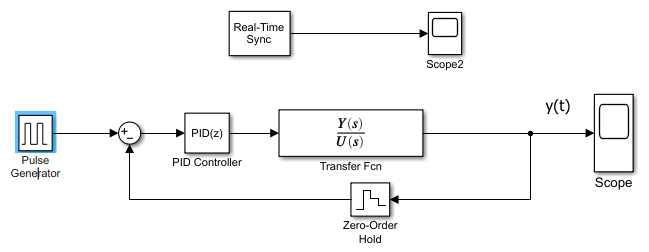 Real-Time
Sync
Scope2
y(t)
+
−
PID(z)
Y(s)
U(s)
Pulse
Generator
PID Controller
Transfer Fcn
Scope
Zero-Order
Hold